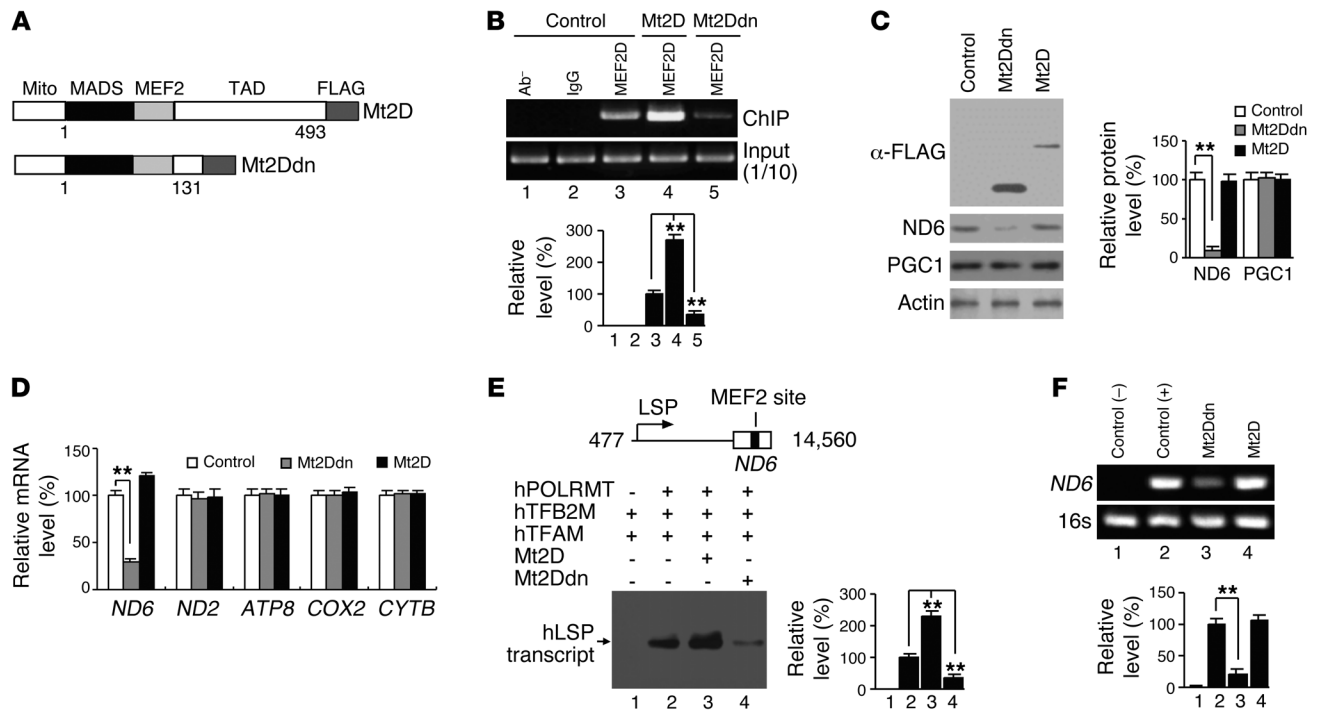 A
Mito MADS MEF2 TAD FLAG
Mt2D
1 493
Mt2Ddn
1 131
B
Control Mt2D Mt2Ddn
Ab⁻ IgG MEF2D MEF2D MEF2D
ChIP
Input
(1/10)
1 2 3 4 5
Relative
level (%)
300
200
100
0
**
**
1 2 3 4 5
C
Control Mt2Ddn Mt2D
α-FLAG
ND6
PGC1
Actin
Control
Mt2Ddn
Mt2D
Relative protein
level (%)
150
100
50
0
**
ND6 PGC1
D
Relative mRNA
level (%)
150
100
50
0
**
Control Mt2Ddn Mt2D
ND6 ND2 ATP8 COX2 CYTB
E
MEF2 site
LSP
477 14,560
ND6
hPOLRMT - + + +
hTFB2M + + + +
hTFAM + + + +
Mt2D - - + -
Mt2Ddn - - - +
hLSP
transcript
1 2 3 4
Relative
level (%)
300
200
100
0
**
**
1 2 3 4
F
Control (–) Control (+) Mt2Ddn Mt2D
ND6
16s
1 2 3 4
Relative
level (%)
150
100
50
0
**
1 2 3 4